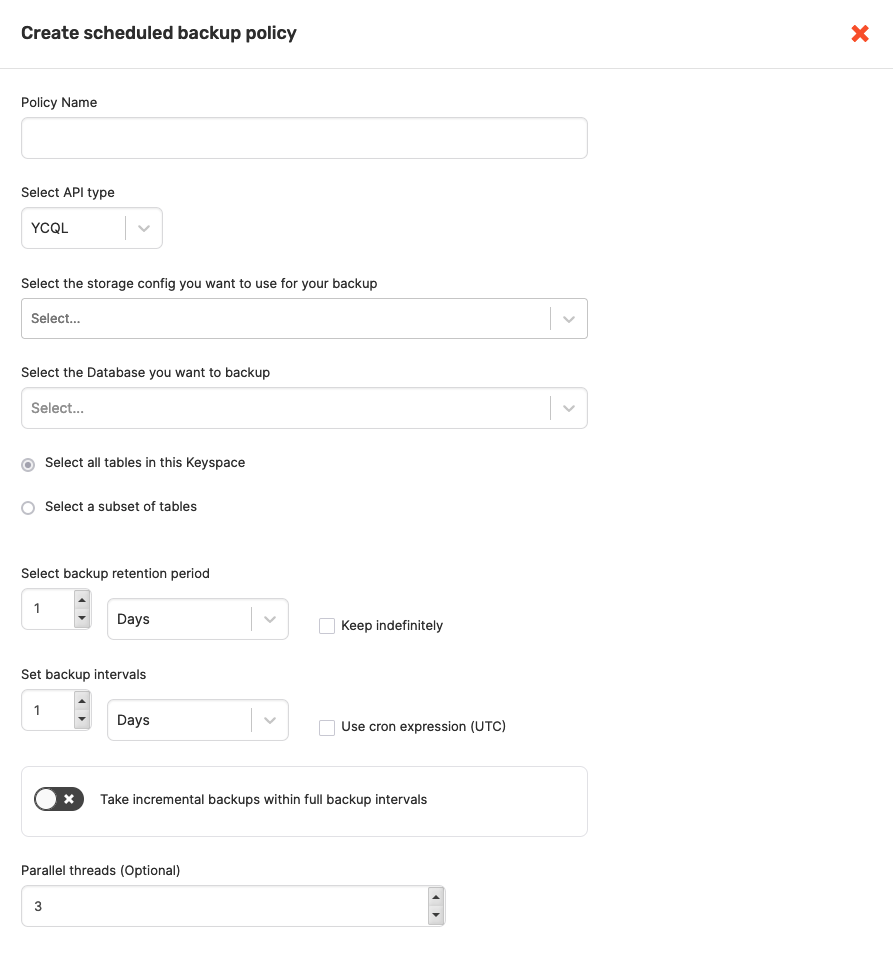 Create scheduled backup policy
Policy Name
Select API type
YCQL
Select the storage config you want to use for your backup
Select...
Select the Database you want to backup
Select...
Select all tables in this Keyspace
Select a subset of tables
Select backup retention period
1
Days
Keep indefinitely
Set backup intervals
1
Days
Use cron expression (UTC)
Take incremental backups within full backup intervals
Parallel threads (Optional)
3